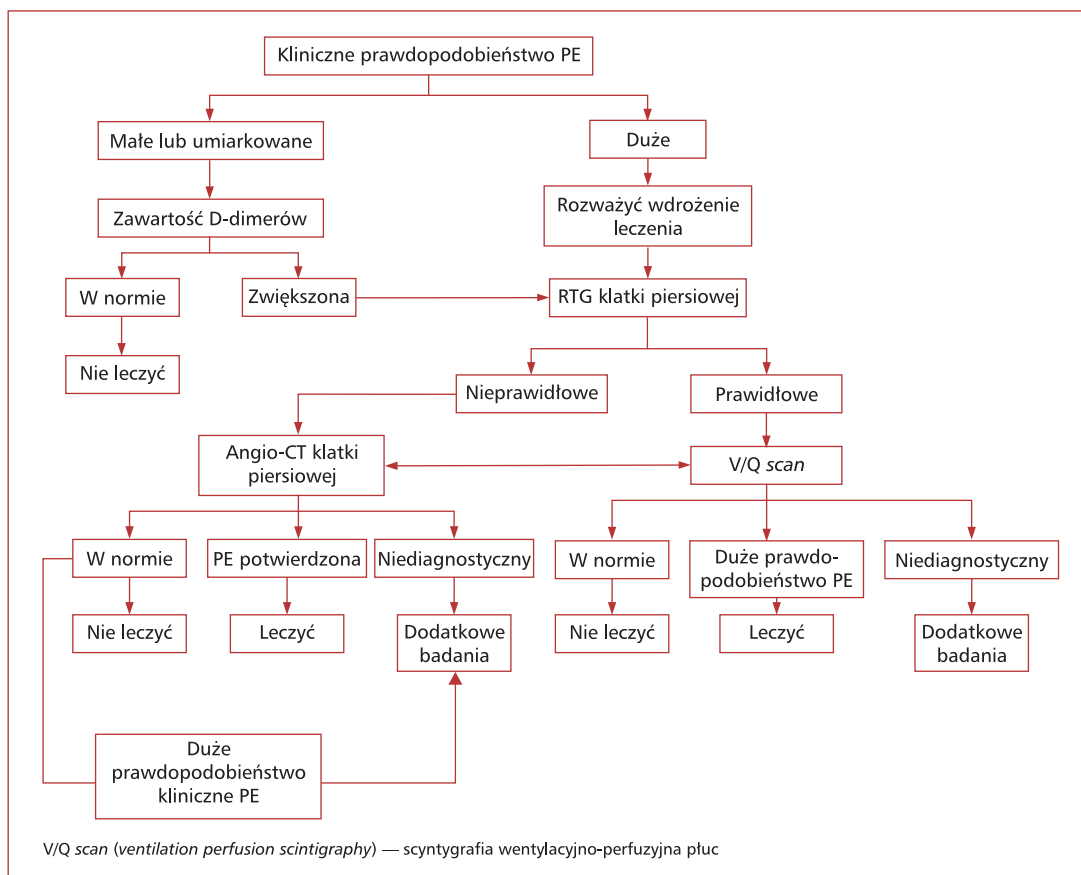 Kliniczne prawdopodobieństwo PE
Małe lub umiarkowane
Duże
Zawartość D-dimerów
Rozważyć wdrożenie
leczenia
W normie
Zwiększona
RTG klatki piersiowej
Nie leczyć
Nieprawidłowe
Prawidłowe
Angio-CT klatki
piersiowej
V/Q scan
W normie
PE potwierdzona
Niediagnostyczny
W normie
Duże prawdo-
podobieństwo PE
Niediagnostyczny
Nie leczyć
Leczyć
Dodatkowe
badania
Nie leczyć
Leczyć
Dodatkowe
badania
Duże
prawdopodobieństwo
kliniczne PE
V/Q scan (ventilation perfusion scintigraphy) — scyntygrafia wentylacyjno-perfuzyjna płuc